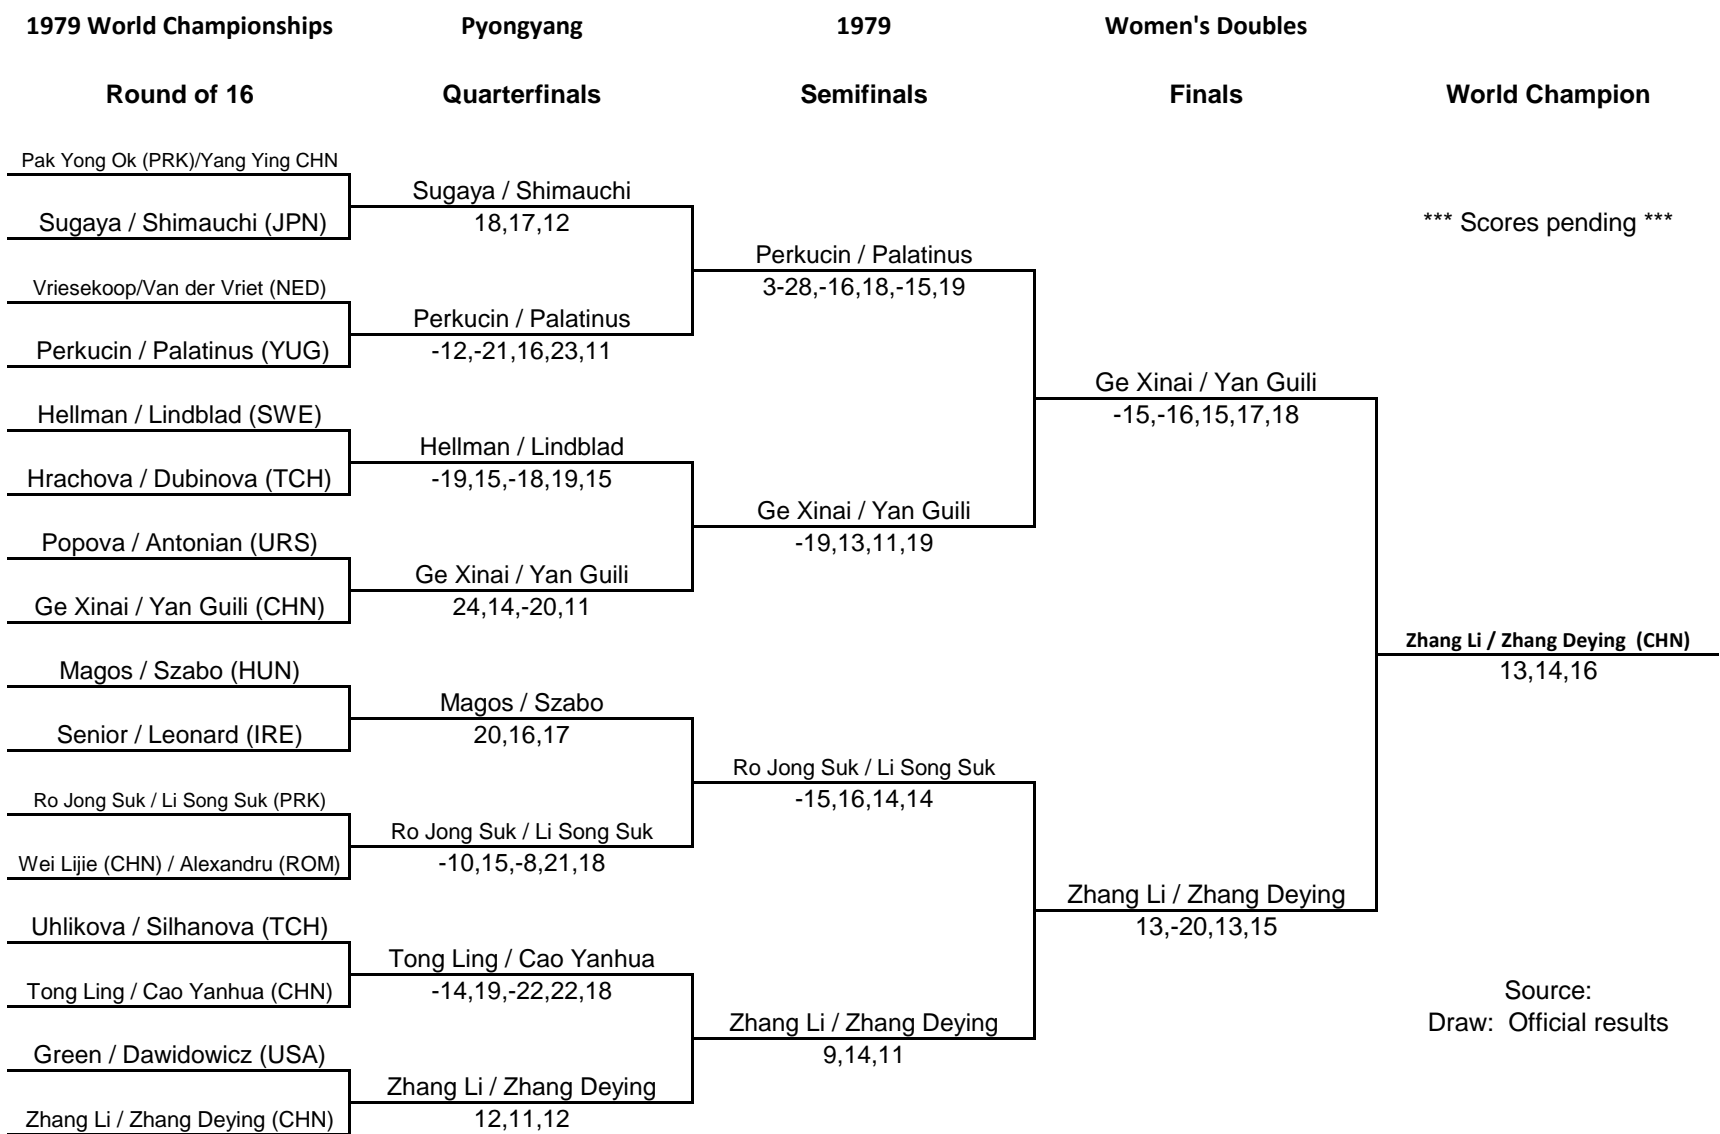 1979 World Championships Pyongyang 1979 Women's Doubles
Round of 16 Quarterfinals Semifinals Finals World Champion
Pak Yong Ok (PRK)/Yang Ying CHN
Sugaya / Shimauchi
18,17,12
Sugaya / Shimauchi (JPN)
*** Scores pending ***
Perkucin / Palatinus
3-28,-16,18,-15,19
Vriesekoop/Van der Vriet (NED)
Perkucin / Palatinus
-12,-21,16,23,11
Perkucin / Palatinus (YUG)
Ge Xinai / Yan Guili
-15,-16,15,17,18
Hellman / Lindblad (SWE)
Hellman / Lindblad
-19,15,-18,19,15
Hrachova / Dubinova (TCH)
Ge Xinai / Yan Guili
-19,13,11,19
Popova / Antonian (URS)
Ge Xinai / Yan Guili
24,14,-20,11
Ge Xinai / Yan Guili (CHN)
Zhang Li / Zhang Deying (CHN)
13,14,16
Magos / Szabo (HUN)
Magos / Szabo
20,16,17
Senior / Leonard (IRE)
Ro Jong Suk / Li Song Suk
-15,16,14,14
Ro Jong Suk / Li Song Suk (PRK)
Ro Jong Suk / Li Song Suk
-10,15,-8,21,18
Wei Lijie (CHN) / Alexandru (ROM)
Zhang Li / Zhang Deying
13,-20,13,15
Uhlikova / Silhanova (TCH)
Tong Ling / Cao Yanhua
-14,19,-22,22,18
Tong Ling / Cao Yanhua (CHN)
Source:
Draw: Official results
Zhang Li / Zhang Deying
9,14,11
Green / Dawidowicz (USA)
Zhang Li / Zhang Deying
12,11,12
Zhang Li / Zhang Deying (CHN)